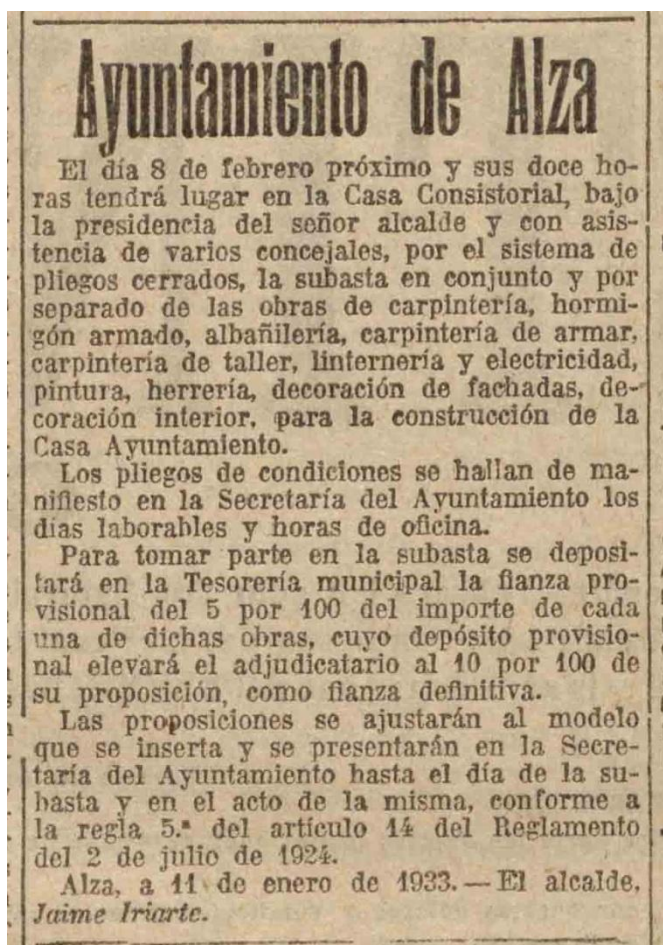 Ayuntamiento de Alza
El día 8 de febrero próximo y sus doce ho-
ras tendrá lugar en la Casa Consistorial, bajo
la presidencia del señor alcalde y con asis-
tencia de varios concejales, por el sistema de
pliegos cerrados, la subasta en conjunto y por
separado de las obras de carpintería, hormi-
gón armado, albañilería, carpintería de armar,
carpintería de taller, linternería y electricidad,
pintura, herrería, decoración de fachadas, de-
coración interior, para la construcción de la
Casa Ayuntamiento.
Los pliegos de condiciones se hallan de ma-
nifiesto en la Secretaría del Ayuntamiento los
días laborables y horas de oficina.
Para tomar parte en la subasta se deposi-
tará en la Tesorería municipal la fianza pro-
visional del 5 por 100 del importe de cada
una de dichas obras, cuyo depósito provisio-
nal elevará el adjudicatario al 10 por 100 de
su proposición, como fianza definitiva.
Las proposiciones se ajustarán al modelo
que se inserta y se presentarán en la Secre-
taría del Ayuntamiento hasta el día de la su-
basta y en el acto de la misma, conforme a
la regla 5.ª del artículo 14 del Reglamento
del 2 de julio de 1924.
Alza, a 11 de enero de 1933.—El alcalde,
Jaime Iriarte.